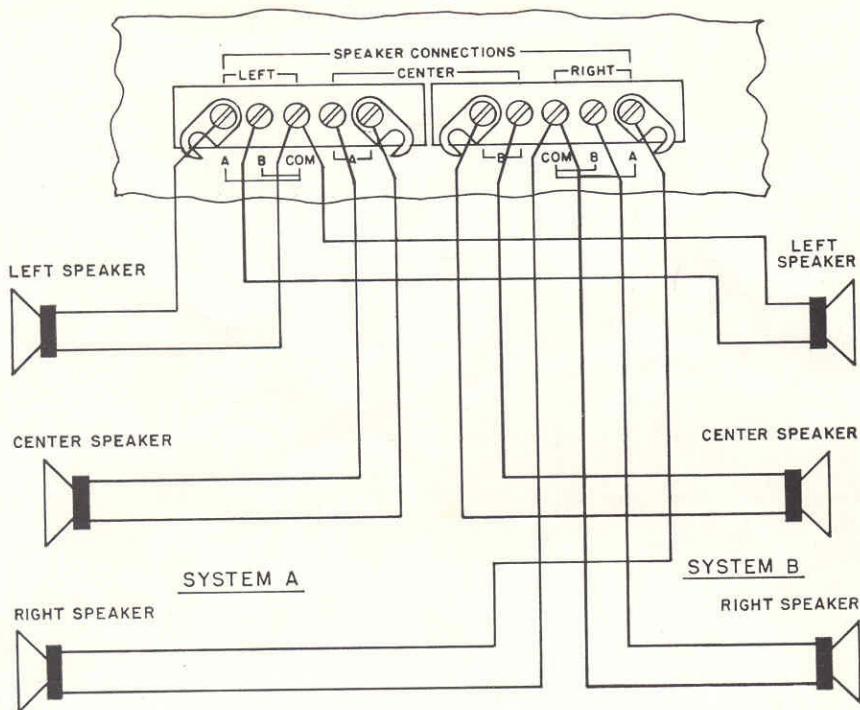 SPEAKER CONNECTIONS
LEFT
CENTER
RIGHT
A B COM A
B COM B A
LEFT SPEAKER
LEFT
SPEAKER
CENTER SPEAKER
CENTER SPEAKER
SYSTEM A
SYSTEM B
RIGHT SPEAKER
RIGHT SPEAKER